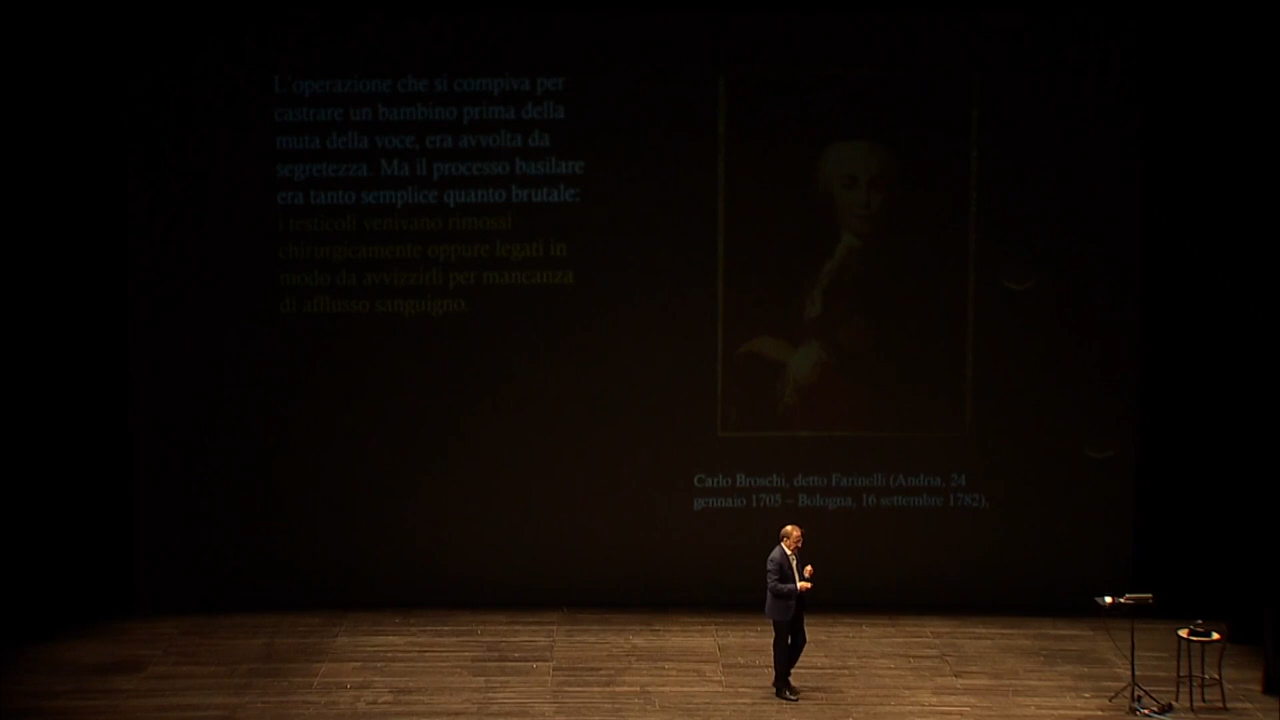 L'operazione che si compiva per
castrare un bambino prima della
muta della voce, era avvolta da
segretezza. Ma il processo basilare
era tanto semplice quanto brutale:
i testicoli venivano rimossi
chirurgicamente oppure legati in
modo da avvizzirli per mancanza
di afflusso sanguigno.
Carlo Broschi, detto Farinelli (Andria, 24
gennaio 1705 – Bologna, 16 settembre 1782),